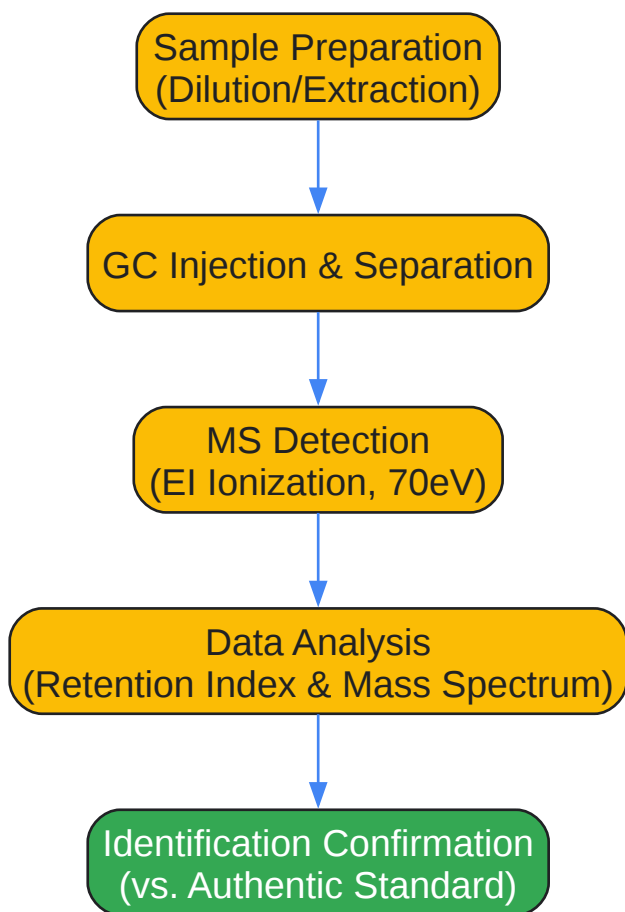 Sample Preparation
(Dilution/Extraction)
GC Injection & Separation
MS Detection
(EI Ionization, 70eV)
Data Analysis
(Retention Index & Mass Spectrum)
Identification Confirmation
(vs. Authentic Standard)